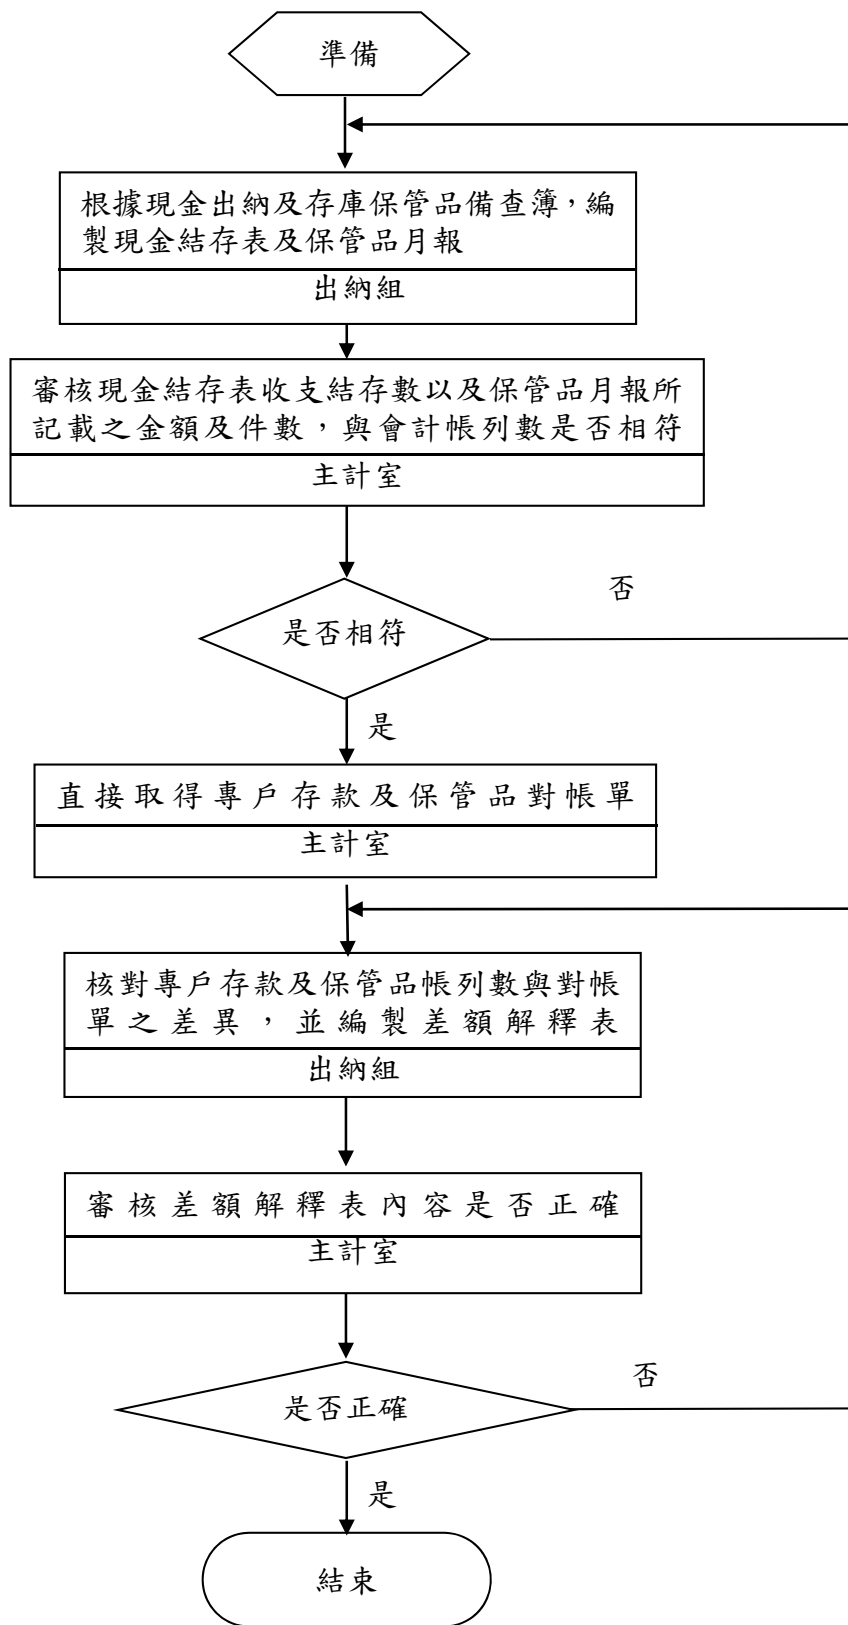 準備
根據現金出納及存庫保管品備查簿，編
製現金結存表及保管品月報
出納組
審核現金結存表收支結存數以及保管品月報所
記載之金額及件數，與會計帳列數是否相符
主計室
否
是否相符
是
直接取得專戶存款及保管品對帳單
主計室
核對專戶存款及保管品帳列數與對帳
單之差異，並編製差額解釋表
出納組
審核差額解釋表內容是否正確
主計室
否
是否正確
是
結束